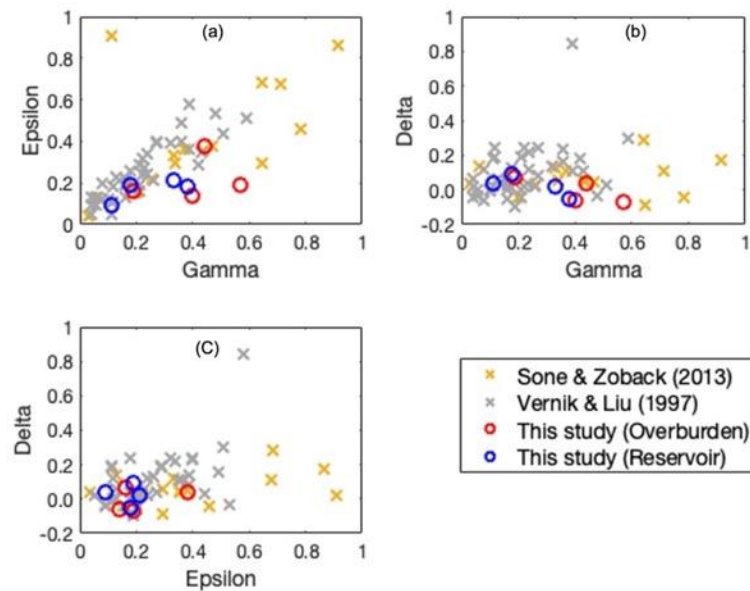 (a)
Epsilon
1
0.8
0.6
0.4
0.2
0
0 0.2 0.4 0.6 0.8 1
Gamma
(b)
Delta
1
0.8
0.6
0.4
0.2
0.0
-0.2
0 0.2 0.4 0.6 0.8 1
Gamma
(C)
Delta
1
0.8
0.6
0.4
0.2
0.0
-0.2
0 0.2 0.4 0.6 0.8 1
Epsilon
Sone & Zoback (2013)
Vernik & Liu (1997)
This study (Overburden)
This study (Reservoir)